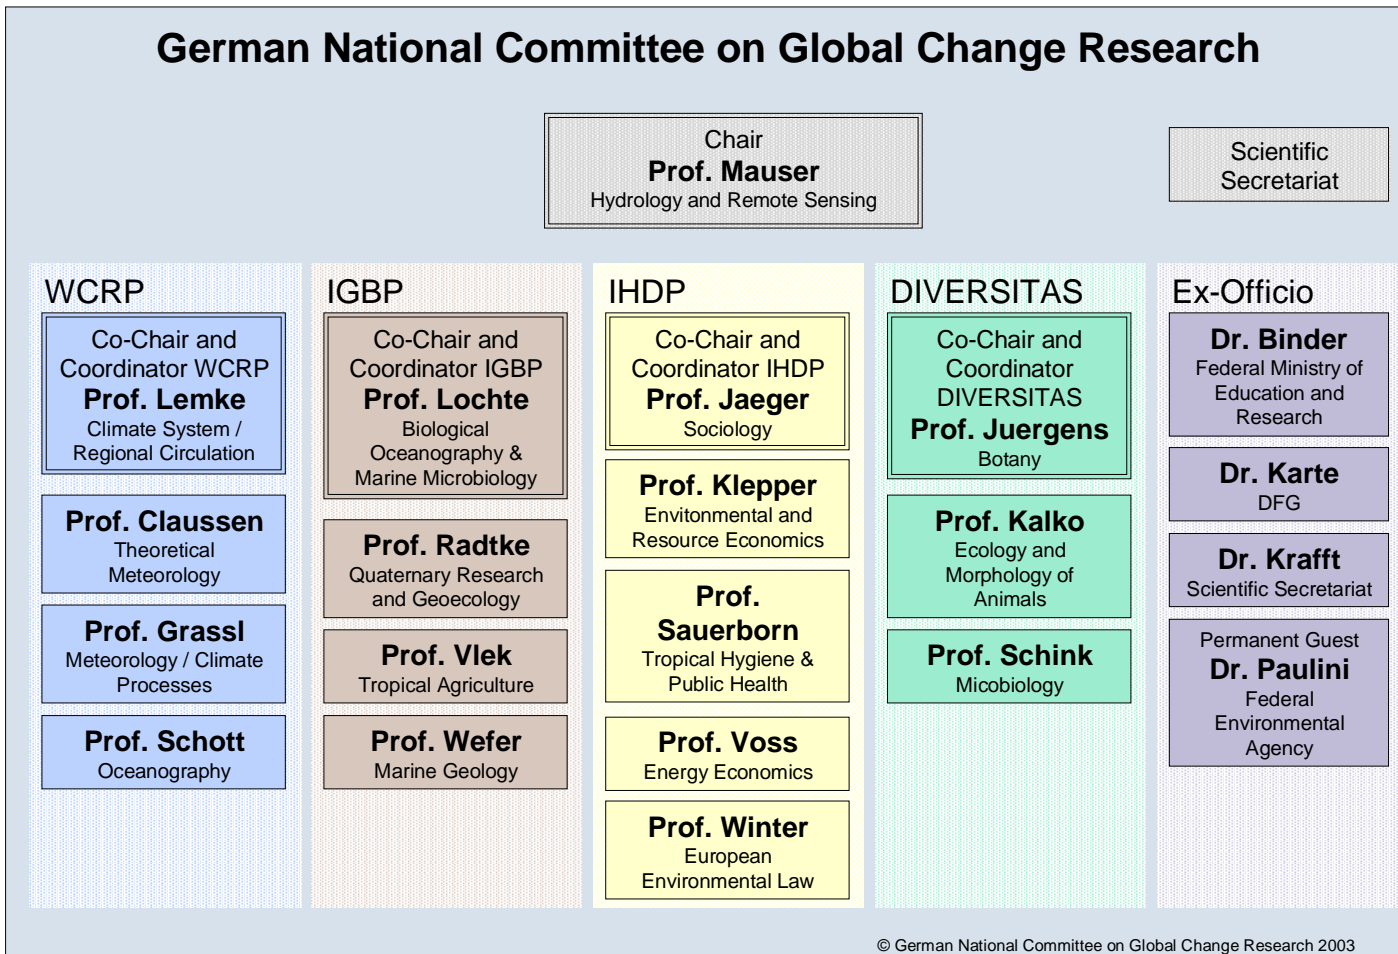 German National Committee on Global Change Research
Chair
Prof. Mauser
Hydrology and Remote Sensing
Scientific
Secretariat
WCRP
Co-Chair and
Coordinator WCRP
Prof. Lemke
Climate System /
Regional Circulation
Prof. Claussen
Theoretical
Meteorology
Prof. Grassl
Meteorology / Climate
Processes
Prof. Schott
Oceanography
IGBP
Co-Chair and
Coordinator IGBP
Prof. Lochte
Biological
Oceanography &
Marine Microbiology
Prof. Radtke
Quaternary Research
and Geoecology
Prof. Vlek
Tropical Agriculture
Prof. Wefer
Marine Geology
IHDP
Co-Chair and
Coordinator IHDP
Prof. Jaeger
Sociology
Prof. Klepper
Envitonmental and
Resource Economics
Prof.
Sauerborn
Tropical Hygiene &
Public Health
Prof. Voss
Energy Economics
Prof. Winter
European
Environmental Law
DIVERSITAS
Co-Chair and
Coordinator
DIVERSITAS
Prof. Juergens
Botany
Prof. Kalko
Ecology and
Morphology of
Animals
Prof. Schink
Micobiology
Ex-Officio
Dr. Binder
Federal Ministry of
Education and
Research
Dr. Karte
DFG
Dr. Krafft
Scientific Secretariat
Permanent Guest
Dr. Paulini
Federal
Environmental
Agency
© German National Committee on Global Change Research 2003